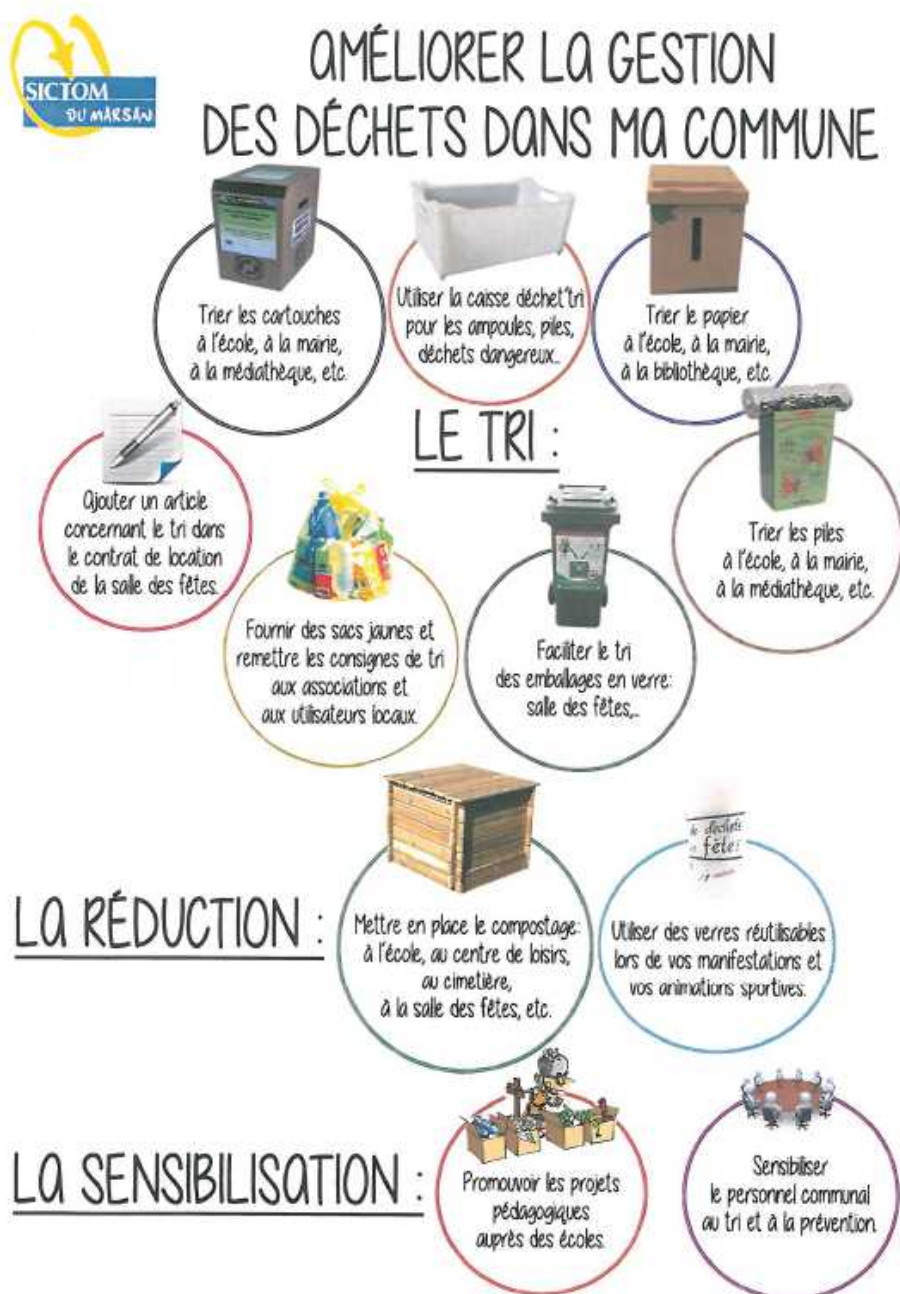 SICTOM
DU MARSAN
AMÉLIORER LA GESTION
DES DÉCHETS DANS MA COMMUNE
Trier les cartouches
à l'école, à la mairie,
à la médiathèque, etc.
Utiliser la caisse déchet'tri
pour les ampoules, piles,
déchets dangereux...
Trier le papier
à l'école, à la mairie,
à la bibliothèque, etc.
LE TRI :
Ajouter un article
concernant le tri dans
le contrat de location
de la salle des fêtes.
Fournir des sacs jaunes et
remettre les consignes de tri
aux associations et
aux utilisateurs locaux.
Faciliter le tri
des emballages en verre:
salle des fêtes,...
Trier les piles
à l'école, à la mairie,
à la médiathèque, etc.
LA RÉDUCTION :
Mettre en place le compostage:
à l'école, au centre de loisirs,
au cimetière,
à la salle des fêtes, etc.
déchets
fête
Utiliser des verres réutilisables
lors de vos manifestations et
vos animations sportives.
LA SENSIBILISATION :
Promouvoir les projets
pédagogiques
auprès des écoles.
Sensibiliser
le personnel communal
au tri et à la prévention.